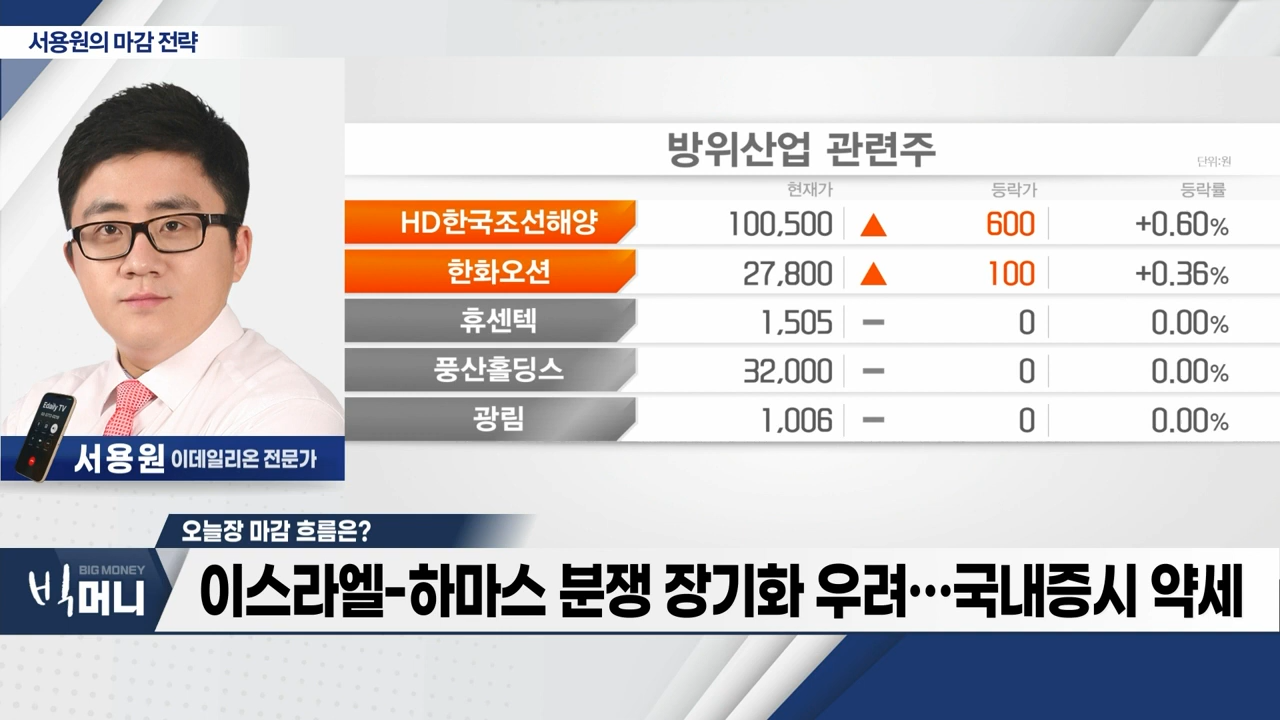 서용원의 마감 전략
방위산업 관련주
단위:원
현재가 등락가 등락률
HD한국조선해양 100,500 ▲ 600 +0.60%
한화오션 27,800 ▲ 100 +0.36%
휴센텍 1,505 - 0 0.00%
풍산홀딩스 32,000 - 0 0.00%
광림 1,006 - 0 0.00%
Edaily TV
서용원 이데일리온 전문가
오늘장 마감 흐름은?
BIG MONEY
빅머니
이스라엘-하마스 분쟁 장기화 우려…국내증시 약세